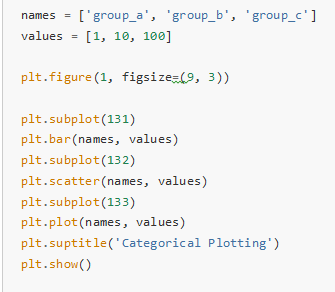 names = ['group_a', 'group_b', 'group_c']
values = [1, 10, 100]
plt.figure(1, figsize=(9, 3))
plt.subplot(131)
plt.bar(names, values)
plt.subplot(132)
plt.scatter(names, values)
plt.subplot(133)
plt.plot(names, values)
plt.suptitle('Categorical Plotting')
plt.show()